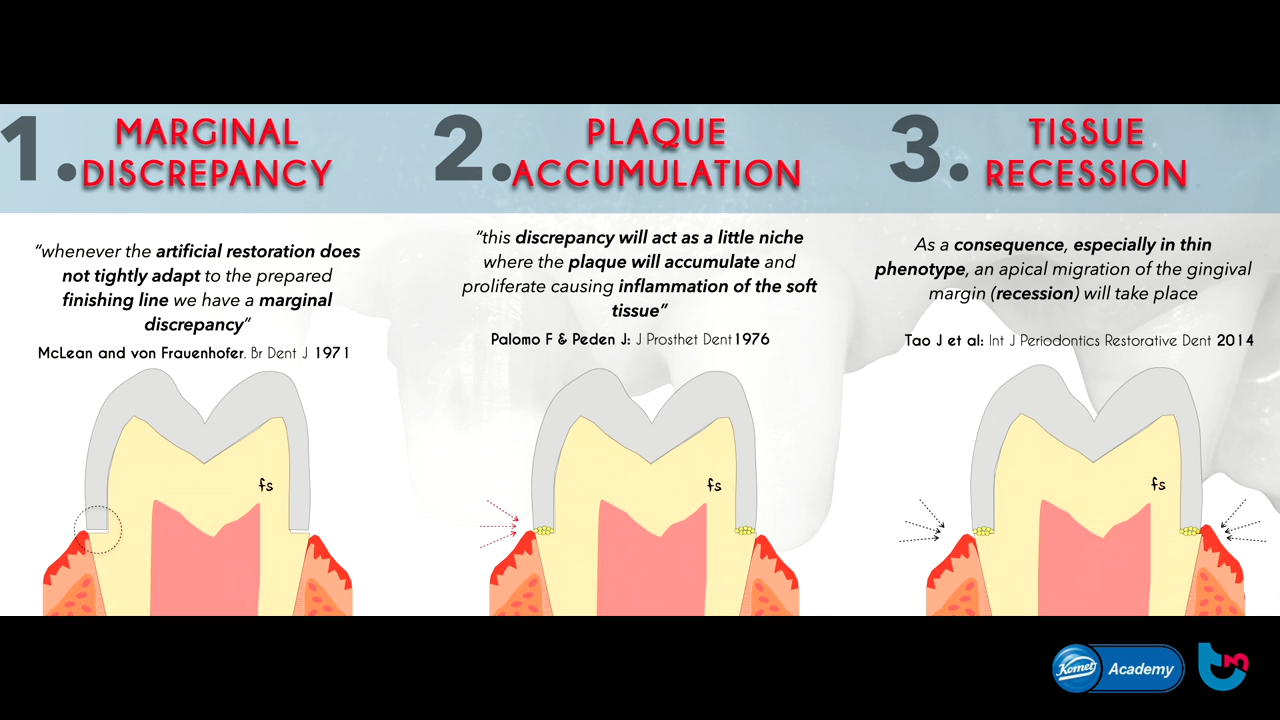 1.
MARGINAL
DISCREPANCY
“whenever the artificial restoration does
not tightly adapt to the prepared
finishing line we have a marginal
discrepancy”
McLean and von Frauenhofer. Br Dent J 1971
fs
2.
PLAQUE
ACCUMULATION
“this discrepancy will act as a little niche
where the plaque will accumulate and
proliferate causing inflammation of the soft
tissue”
Palomo F & Peden J: J Prosthet Dent 1976
fs
3.
TISSUE
RECESSION
As a consequence, especially in thin
phenotype, an apical migration of the gingival
margin (recession) will take place
Tao J et al: Int J Periodontics Restorative Dent 2014
fs
Komet Academy
tm